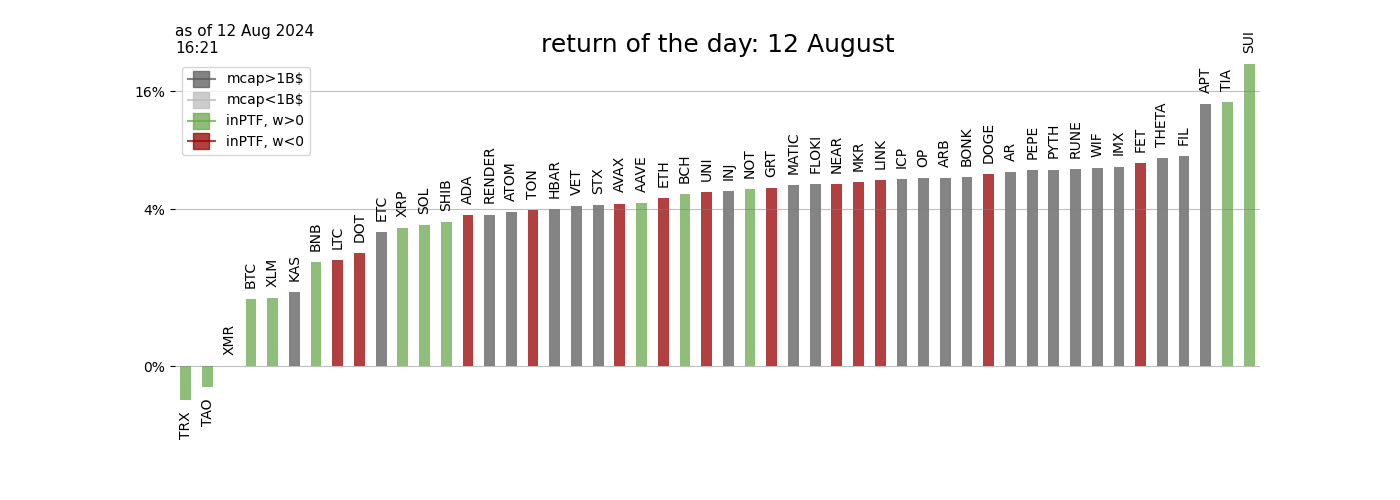 as of 12 Aug 2024
16:21
return of the day: 12 August
mcap>1B$
mcap<1B$
inPTF, w>0
inPTF, w<0
16%
4%
0%
TRX
TAO
XMR
BTC
XLM
KAS
BNB
LTC
DOT
ETC
XRP
SOL
SHIB
ADA
RENDER
ATOM
TON
HBAR
VET
STX
AVAX
AAVE
ETH
BCH
UNI
INJ
NOT
GRT
MATIC
FLOKI
NEAR
MKR
LINK
ICP
OP
ARB
BONK
DOGE
AR
PEPE
PYTH
RUNE
WIF
IMX
FET
THETA
FIL
APT
TIA
SUI